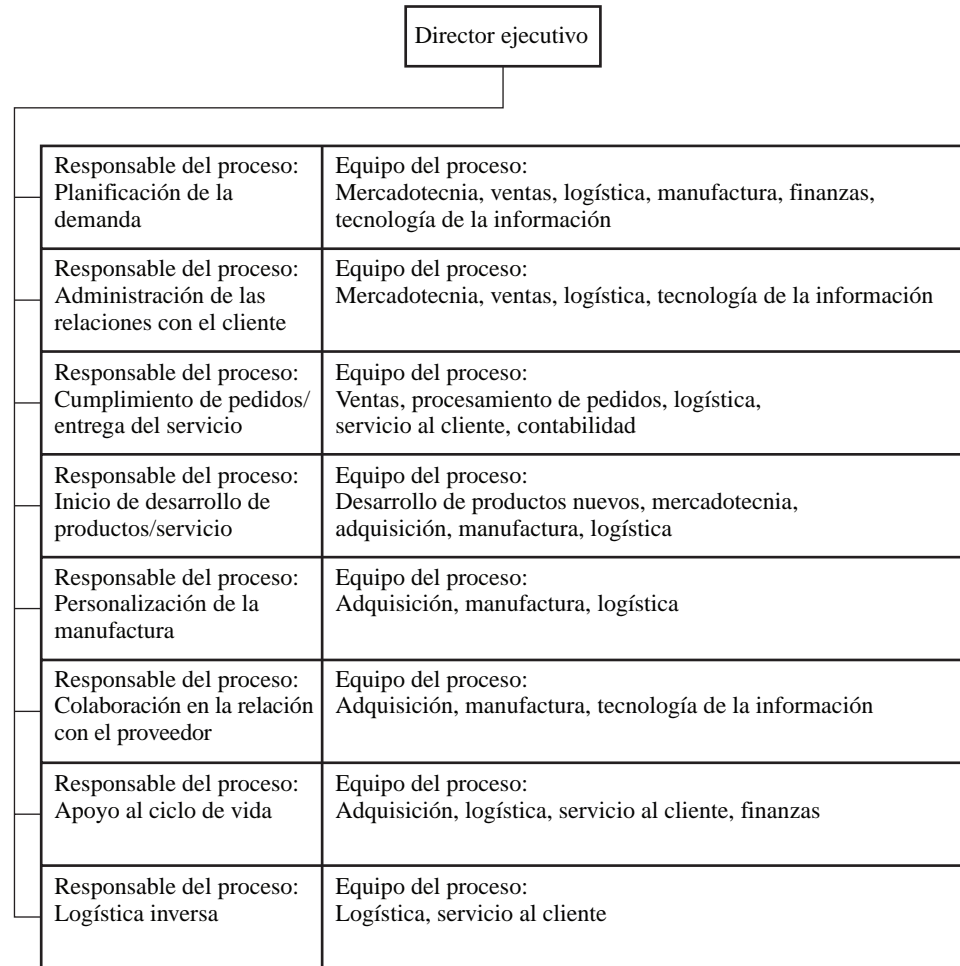 Director ejecutivo
Responsable del proceso:
Planificación de la
demanda
Equipo del proceso:
Mercadotecnia, ventas, logística, manufactura, finanzas,
tecnología de la información
Responsable del proceso:
Administración de las
relaciones con el cliente
Equipo del proceso:
Mercadotecnia, ventas, logística, tecnología de la información
Responsable del proceso:
Cumplimiento de pedidos/
entrega del servicio
Equipo del proceso:
Ventas, procesamiento de pedidos, logística,
servicio al cliente, contabilidad
Responsable del proceso:
Inicio de desarrollo de
productos/servicio
Equipo del proceso:
Desarrollo de productos nuevos, mercadotecnia,
adquisición, manufactura, logística
Responsable del proceso:
Personalización de la
manufactura
Equipo del proceso:
Adquisición, manufactura, logística
Responsable del proceso:
Colaboración en la relación
con el proveedor
Equipo del proceso:
Adquisición, manufactura, tecnología de la información
Responsable del proceso:
Apoyo al ciclo de vida
Equipo del proceso:
Adquisición, logística, servicio al cliente, finanzas
Responsable del proceso:
Logística inversa
Equipo del proceso:
Logística, servicio al cliente